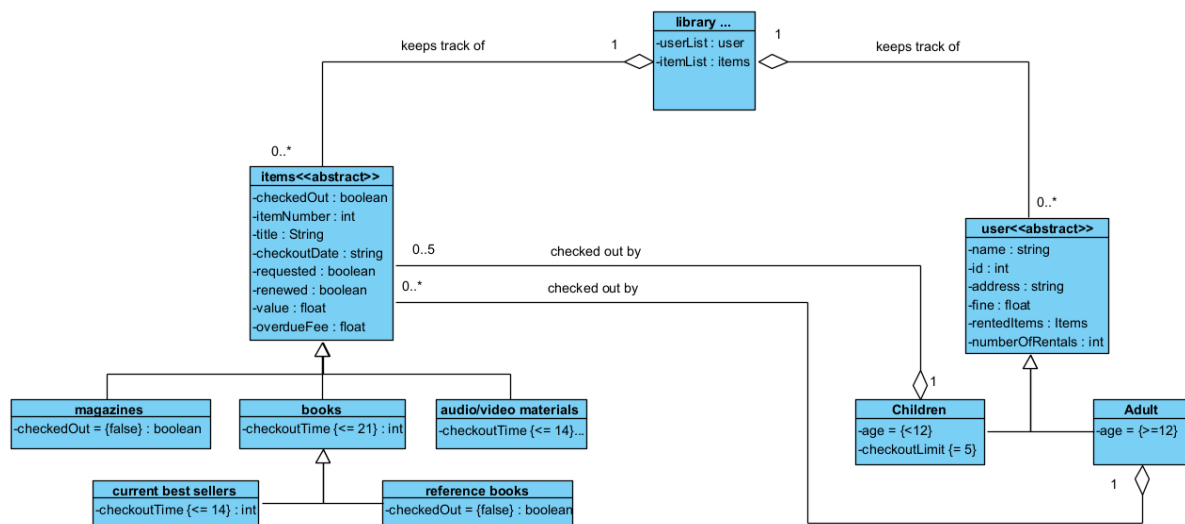 library ...
-userList : user
-itemList : items
keeps track of
1
1
keeps track of
0..*
0..*
items<<abstract>>
-checkedOut : boolean
-itemNumber : int
-title : String
-checkoutDate : string
-requested : boolean
-renewed : boolean
-value : float
-overdueFee : float
user<<abstract>>
-name : string
-id : int
-address : string
-fine : float
-rentedItems : Items
-numberOfRentals : int
0..5
checked out by
0..*
checked out by
1
magazines
-checkedOut = {false} : boolean
books
-checkoutTime {<= 21} : int
audio/video materials
-checkoutTime {<= 14}...
Children
-age = {<12}
-checkoutLimit {= 5}
Adult
-age = {>=12}
1
current best sellers
-checkoutTime {<= 14} : int
reference books
-checkedOut = {false} : boolean